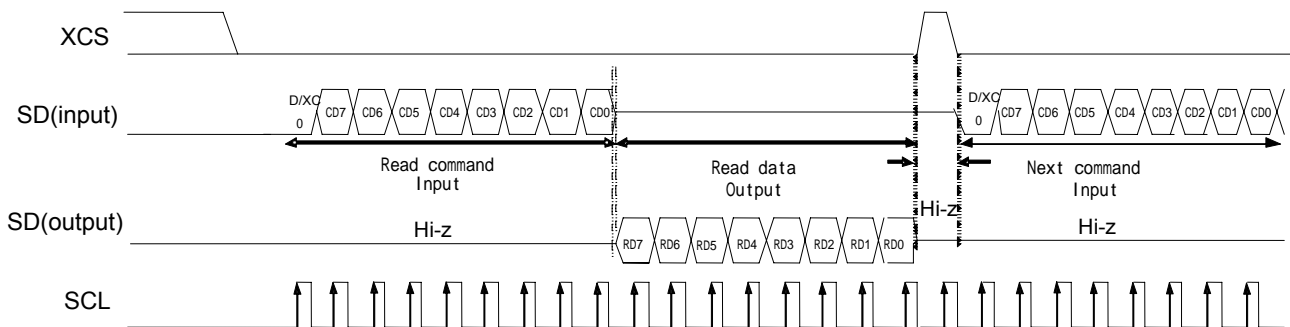 XCS
D/XC
0
CD7 CD6 CD5 CD4 CD3 CD2 CD1 CD0
D/XC
0
CD7 CD6 CD5 CD4 CD3 CD2 CD1 CD0
SD(input)
Read command
Input
Read data
Output
Next command
Input
SD(output)
Hi-z
Hi-z
Hi-z
RD7 RD6 RD5 RD4 RD3 RD2 RD1 RD0
SCL